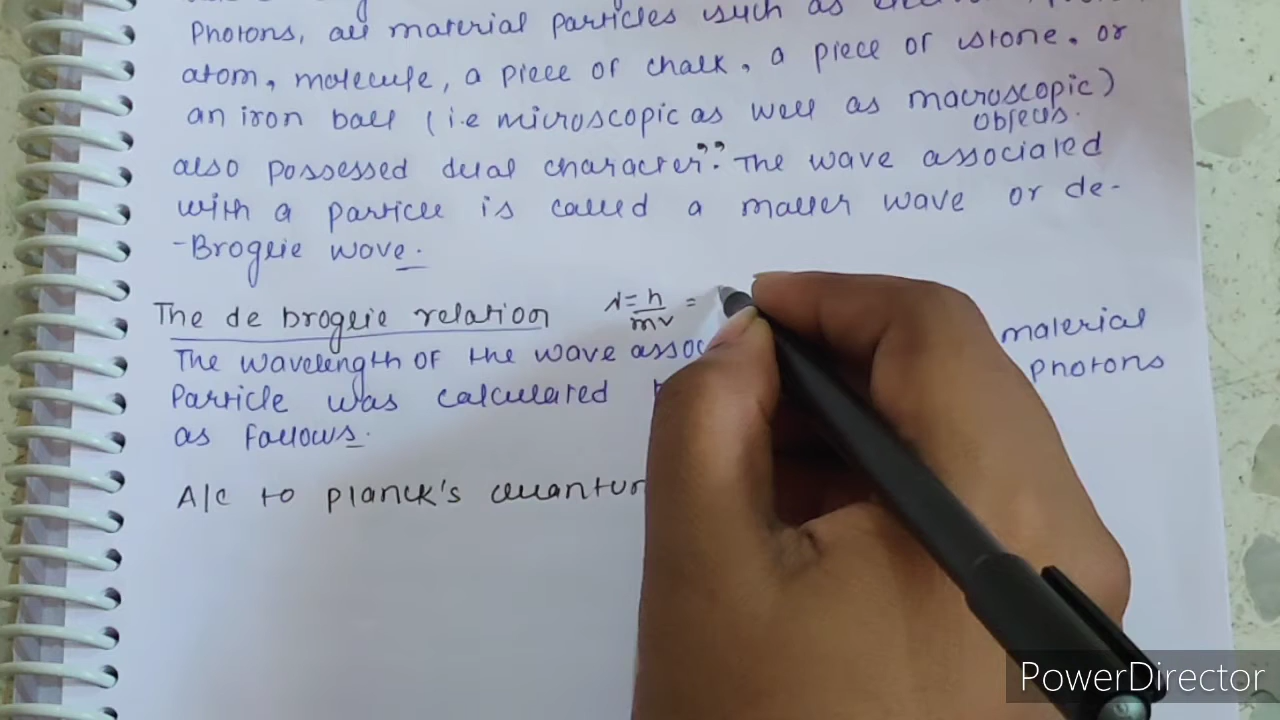 Photons, all material particles such as
atom, molecule, a piece of chalk, a piece of stone, or
an iron ball (i.e microscopic as well as macroscopic)
objects.
also possessed dual character". The wave associated
with a particle is called a matter wave or de-
-Broglie wave.
The de broglie relation λ = h/mv =
The wavelength of the wave assoc material
Particle was calculated photons
as follows.
A/c to planck's quantu
PowerDirector